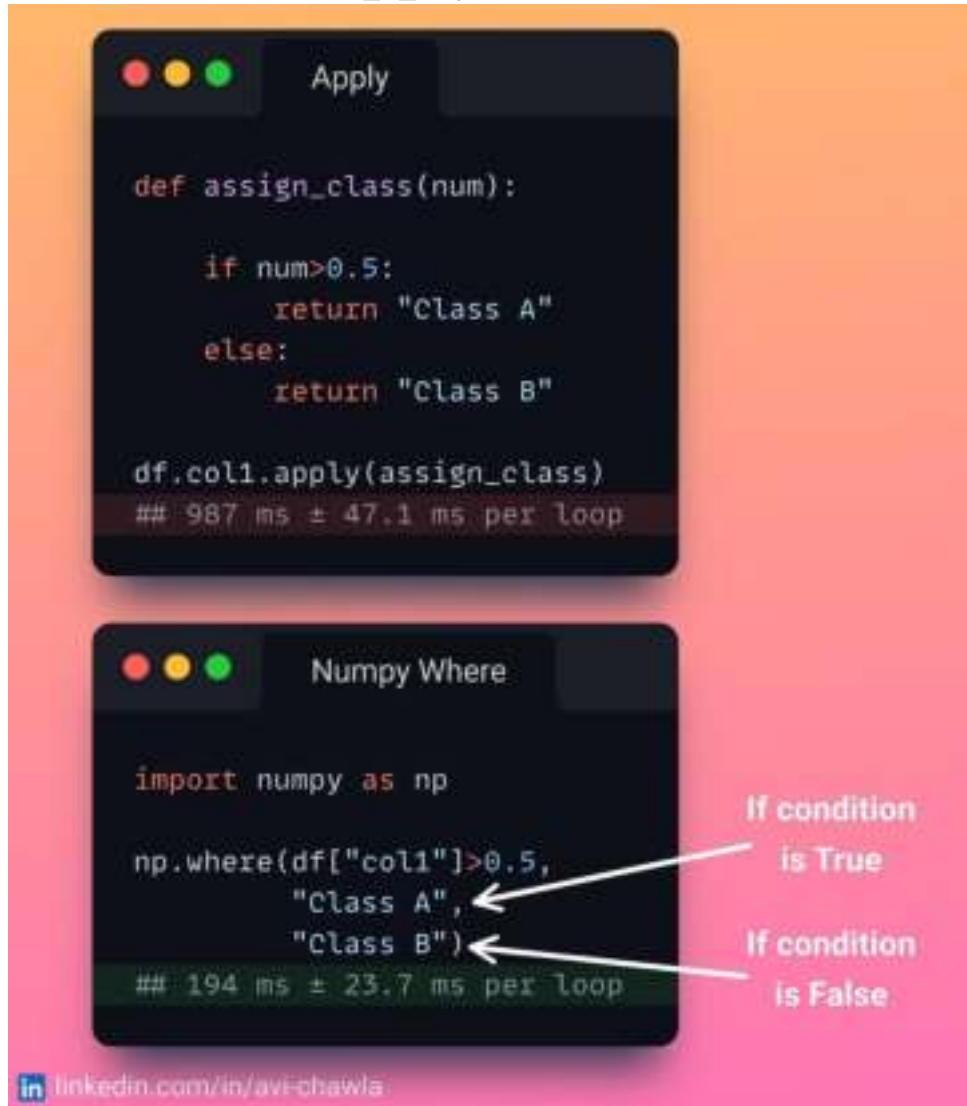 Apply
def assign_class(num):
if num>0.5:
return "Class A"
else:
return "Class B"
df.col1.apply(assign_class)
## 987 ms ± 47.1 ms per loop
Numpy Where
import numpy as np
np.where(df["col1"]>0.5,
"Class A",
"Class B")
## 194 ms ± 23.7 ms per loop
If condition
is True
If condition
is False
in linkedin.com/in/avi-chawla